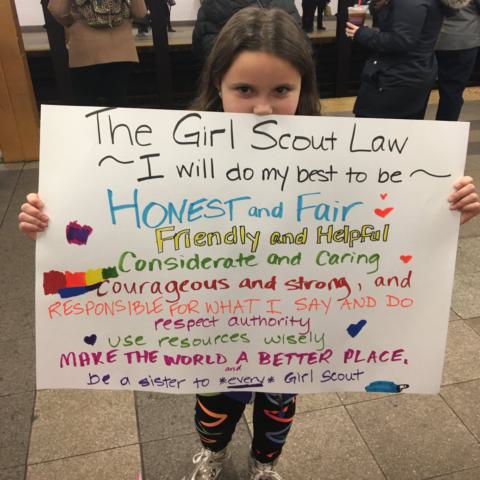 The Girl Scout Law
~ I will do my best to be ~
HONEST and Fair
Friendly and Helpful
Considerate and Caring
Courageous and strong, and
RESPONSIBLE FOR WHAT I SAY AND DO
respect authority
use resources wisely
MAKE THE WORLD A BETTER PLACE,
and
be a sister to *every* Girl Scout